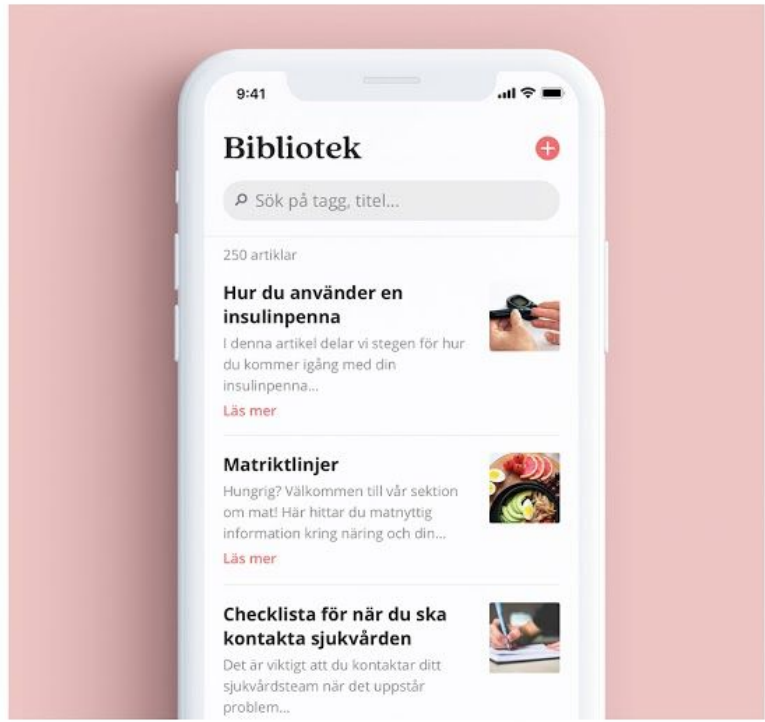 9:41
Bibliotek
Sök på tagg, titel...
250 artiklar
Hur du använder en
insulinpenna
I denna artikel delar vi stegen för hur
du kommer igång med din
insulinpenna...
Läs mer
Matriktlinjer
Hungrig? Välkommen till vår sektion
om mat! Här hittar du matnyttig
information kring näring och din...
Läs mer
Checklista för när du ska
kontakta sjukvården
Det är viktigt att du kontaktar ditt
sjukvårdsteam när det uppstår
problem...